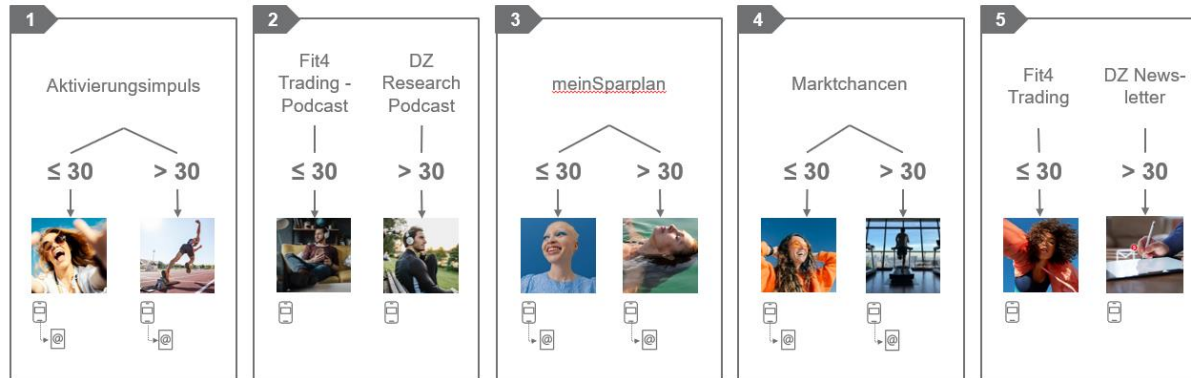 1
Aktivierungsimpuls
≤ 30
> 30
@
@
2
Fit4
Trading -
Podcast
DZ
Research
Podcast
≤ 30
> 30
3
meinSparplan
≤ 30
> 30
@
@
4
Marktchancen
≤ 30
> 30
@
@
5
Fit4
Trading
DZ News-
letter
≤ 30
> 30